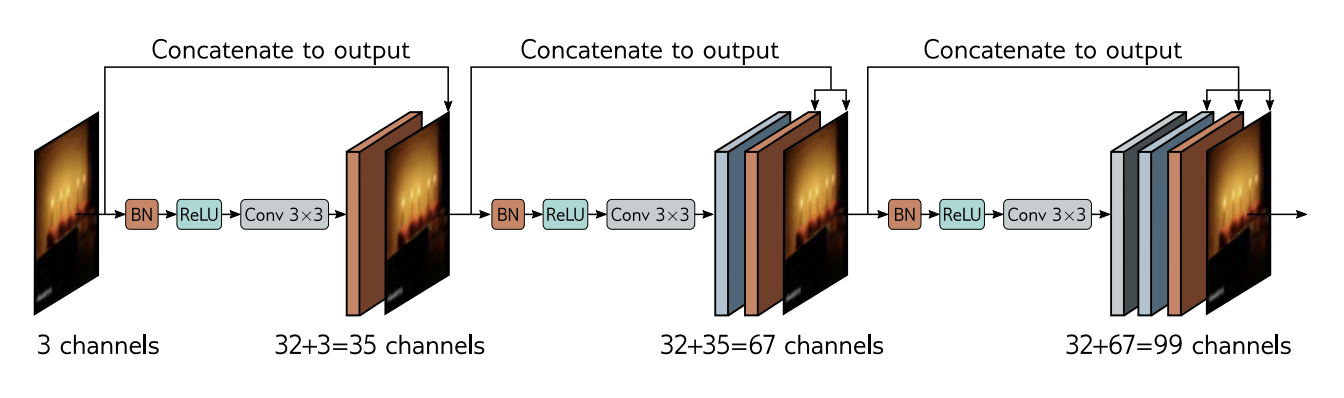 Concatenate to output
Concatenate to output
Concatenate to output
BN
ReLU
Conv 3×3
BN
ReLU
Conv 3×3
BN
ReLU
Conv 3×3
3 channels
32+3=35 channels
32+35=67 channels
32+67=99 channels